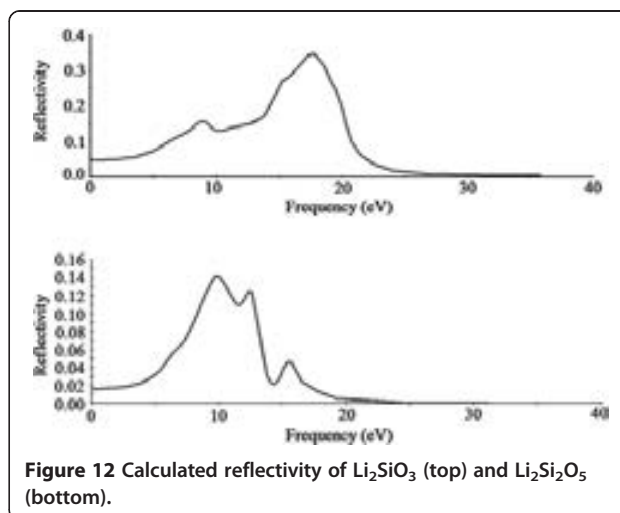 0.4
0.3
0.2
0.1
0.0
Reflectivity
0 10 20 30 40
Frequency (eV)
0.16
0.14
0.12
0.10
0.08
0.06
0.04
0.02
0.00
Reflectivity
0 10 20 30 40
Frequency (eV)
Figure 12 Calculated reflectivity of Li₂SiO₃ (top) and Li₂Si₂O₅
(bottom).